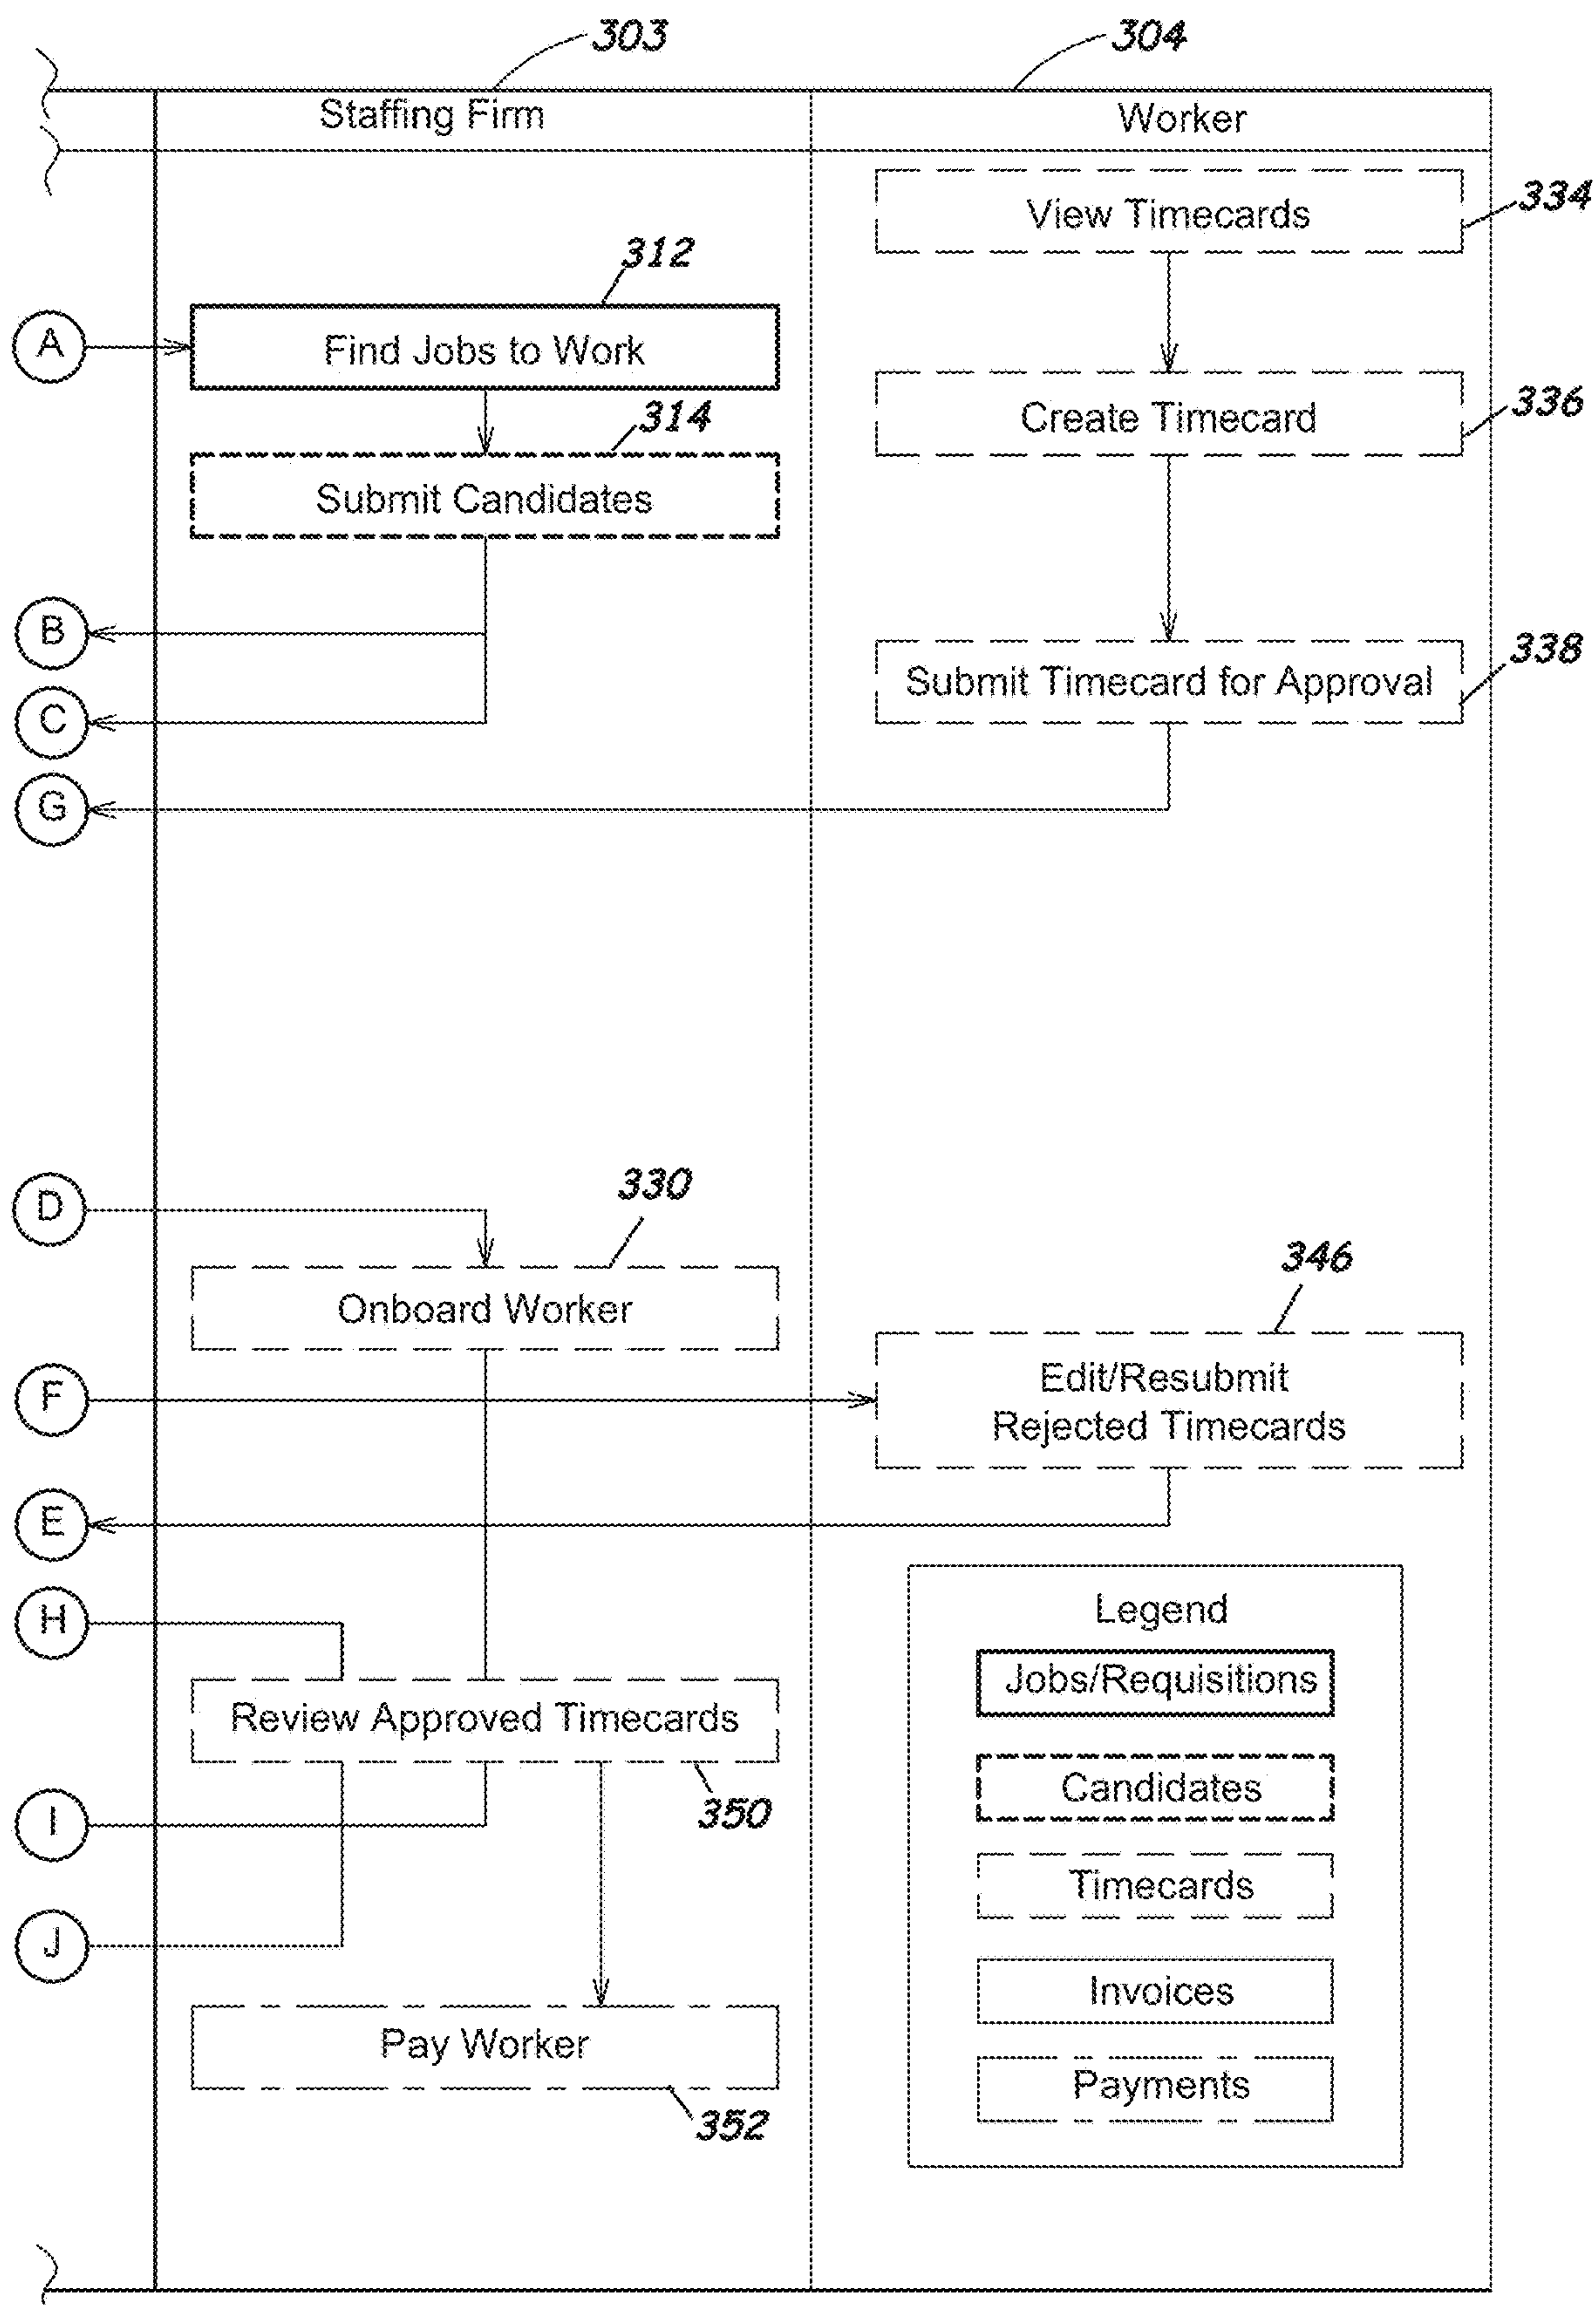 303
304
Staffing Firm
Worker
View Timecards
334
312
A
Find Jobs to Work
Create Timecard
336
314
Submit Candidates
B
338
Submit Timecard for Approval
C
G
330
D
346
Onboard Worker
F
Edit/Resubmit
Rejected Timecards
E
H
Legend
Jobs/Requisitions
Review Approved Timecards
Candidates
350
I
Timecards
J
Invoices
Pay Worker
Payments
352